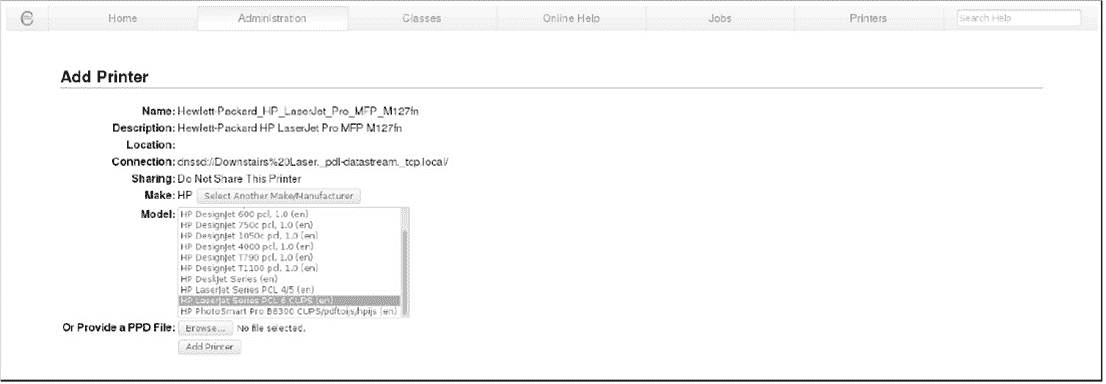 Home Administration Classes Online Help Jobs Printers Search Help
Add Printer
Name: Hewlett-Packard_HP_LaserJet_Pro_MFP_M127fn
Description: Hewlett-Packard HP LaserJet Pro MFP M127fn
Location:
Connection: dnssd://Downstairs%20Laser._pdl-datastream._tcp.local/
Sharing: Do Not Share This Printer
Make: HP Select Another Make/Manufacturer
Model:
HP DesignJet 600 pcl, 1.0 (en)
HP DesignJet 750c pcl, 1.0 (en)
HP DesignJet 1050c pcl, 1.0 (en)
HP DesignJet 4000 pcl, 1.0 (en)
HP DesignJet T790 pcl, 1.0 (en)
HP DesignJet T1100 pcl, 1.0 (en)
HP DeskJet Series (en)
HP LaserJet Series PCL 4/5 (en)
HP LaserJet Series PCL 6 CUPS (en)
HP PhotoSmart Pro B8300 CUPS/pdftoijs/hpijs (en)
Or Provide a PPD File: Browse... No file selected.
Add Printer